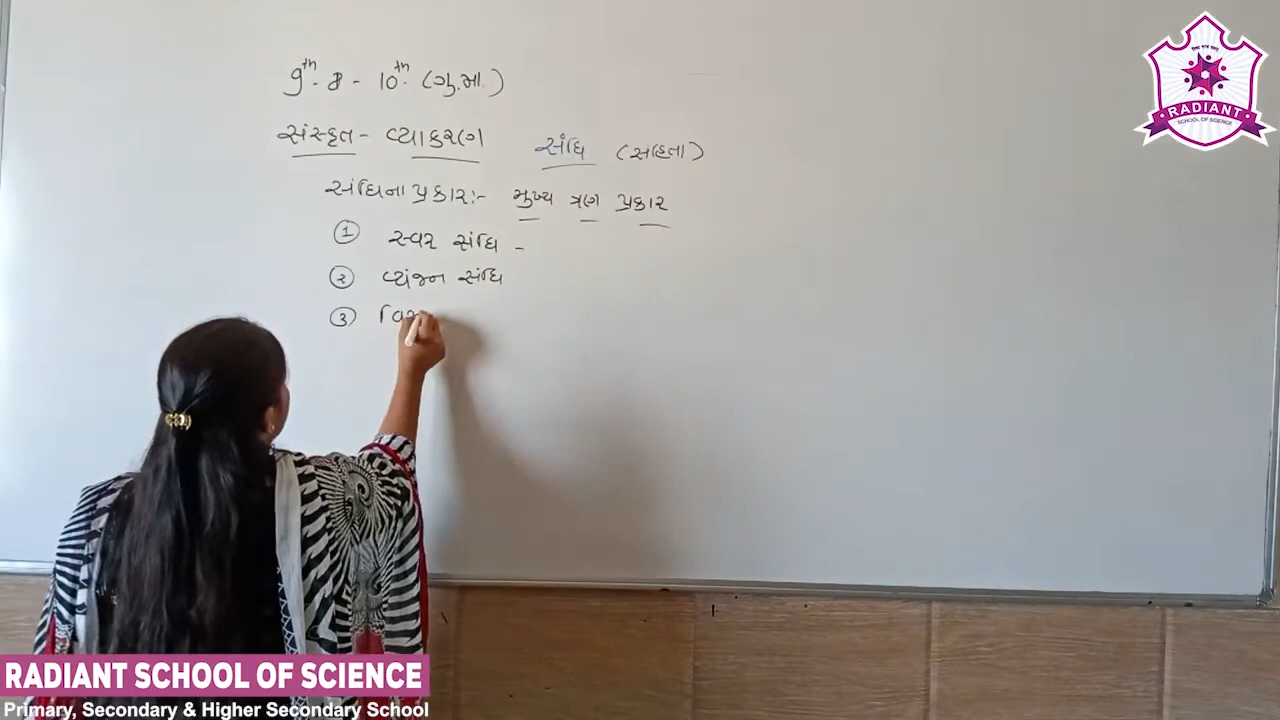 9th - 8 - 10th (ગુ.મા.)
સંસ્કૃત - વ્યાકરણ સંધિ (સંહિતા)
સંધિના પ્રકાર :- મુખ્ય ત્રણ પ્રકાર
① સ્વર સંધિ -
② વ્યંજન સંધિ
③
RADIANT
SCHOOL OF SCIENCE
RADIANT SCHOOL OF SCIENCE
Primary, Secondary & Higher Secondary School